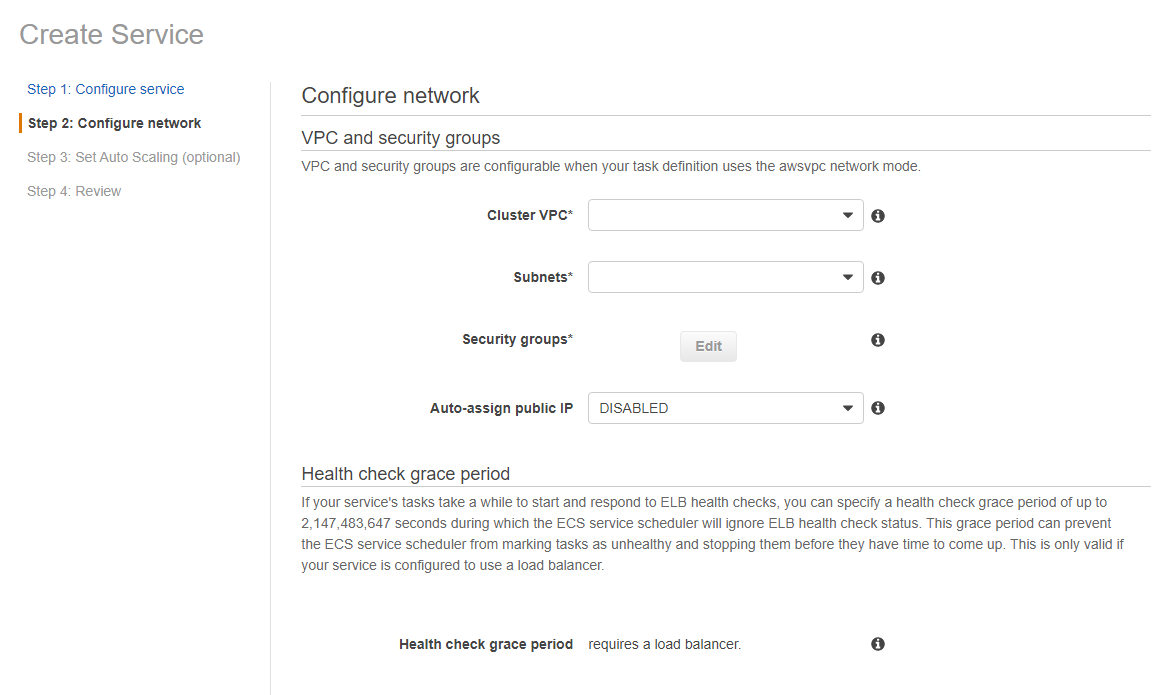 Create Service
Step 1: Configure service
Step 2: Configure network
Step 3: Set Auto Scaling (optional)
Step 4: Review
Configure network
VPC and security groups
VPC and security groups are configurable when your task definition uses the awsvpc network mode.
Cluster VPC*
Subnets*
Security groups*
Edit
Auto-assign public IP
DISABLED
Health check grace period
If your service's tasks take a while to start and respond to ELB health checks, you can specify a health check grace period of up to
2,147,483,647 seconds during which the ECS service scheduler will ignore ELB health check status. This grace period can prevent
the ECS service scheduler from marking tasks as unhealthy and stopping them before they have time to come up. This is only valid if
your service is configured to use a load balancer.
Health check grace period requires a load balancer.